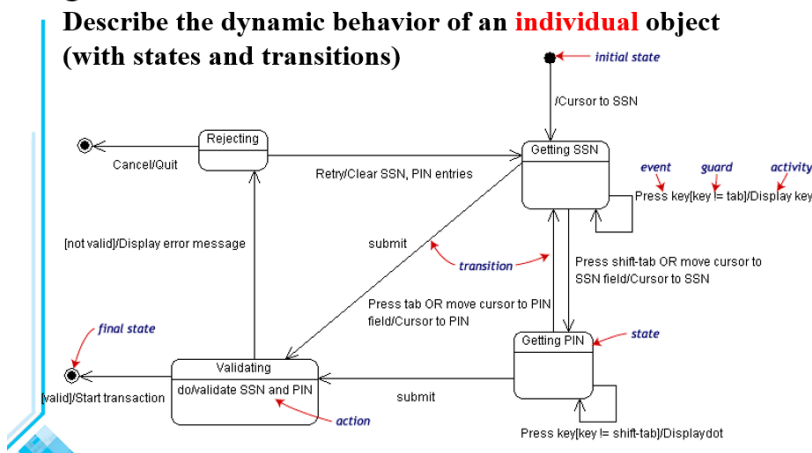 Describe the dynamic behavior of an individual object
(with states and transitions)
initial state
/Cursor to SSN
Rejecting
Getting SSN
Cancel/Quit
Retry/Clear SSN, PIN entries
event guard activity
Press key[key != tab]/Display key
[not valid]/Display error message
submit
transition
Press shift-tab OR move cursor to
SSN field/Cursor to SSN
Press tab OR move cursor to PIN
field/Cursor to PIN
final state
Getting PIN
state
Validating
do/validate SSN and PIN
[valid]/Start transaction
submit
action
Press key[key != shift-tab]/Displaydot